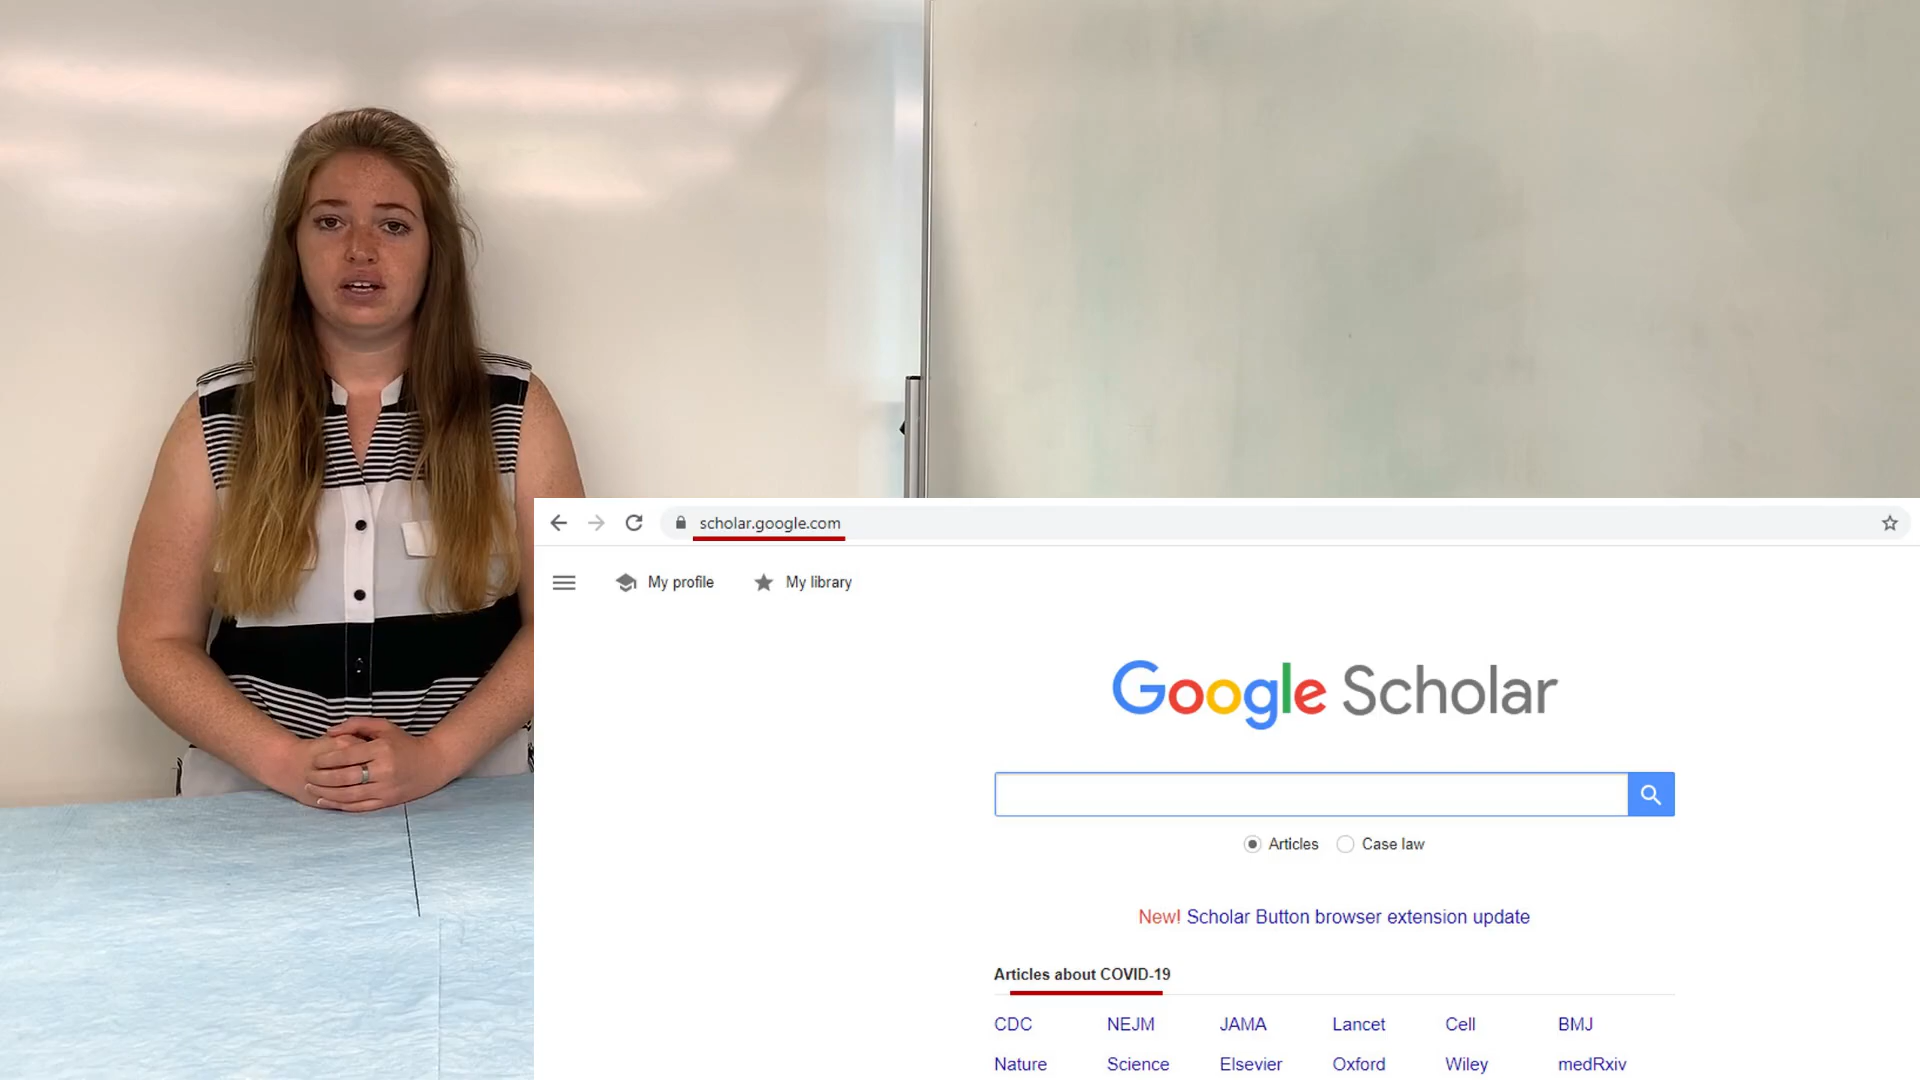 scholar.google.com
My profile My library
Google Scholar
Articles Case law
New! Scholar Button browser extension update
Articles about COVID-19
CDC NEJM JAMA Lancet Cell BMJ
Nature Science Elsevier Oxford Wiley medRxiv